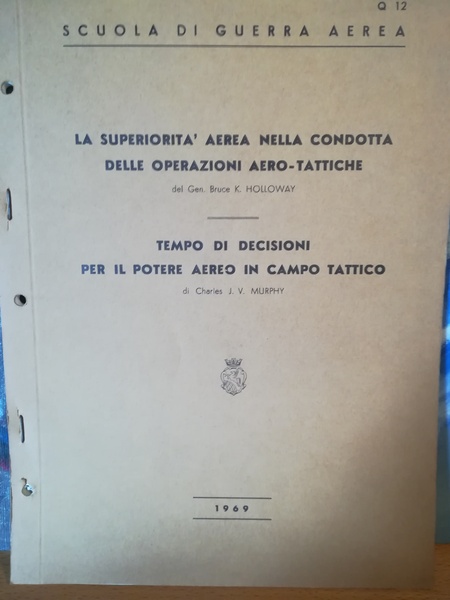 Q 12
SCUOLA DI GUERRA AEREA
LA SUPERIORITA' AEREA NELLA CONDOTTA
DELLE OPERAZIONI AERO-TATTICHE
del Gen. Bruce K. HOLLOWAY
TEMPO DI DECISIONI
PER IL POTERE AEREO IN CAMPO TATTICO
di Charles J. V. MURPHY
1969